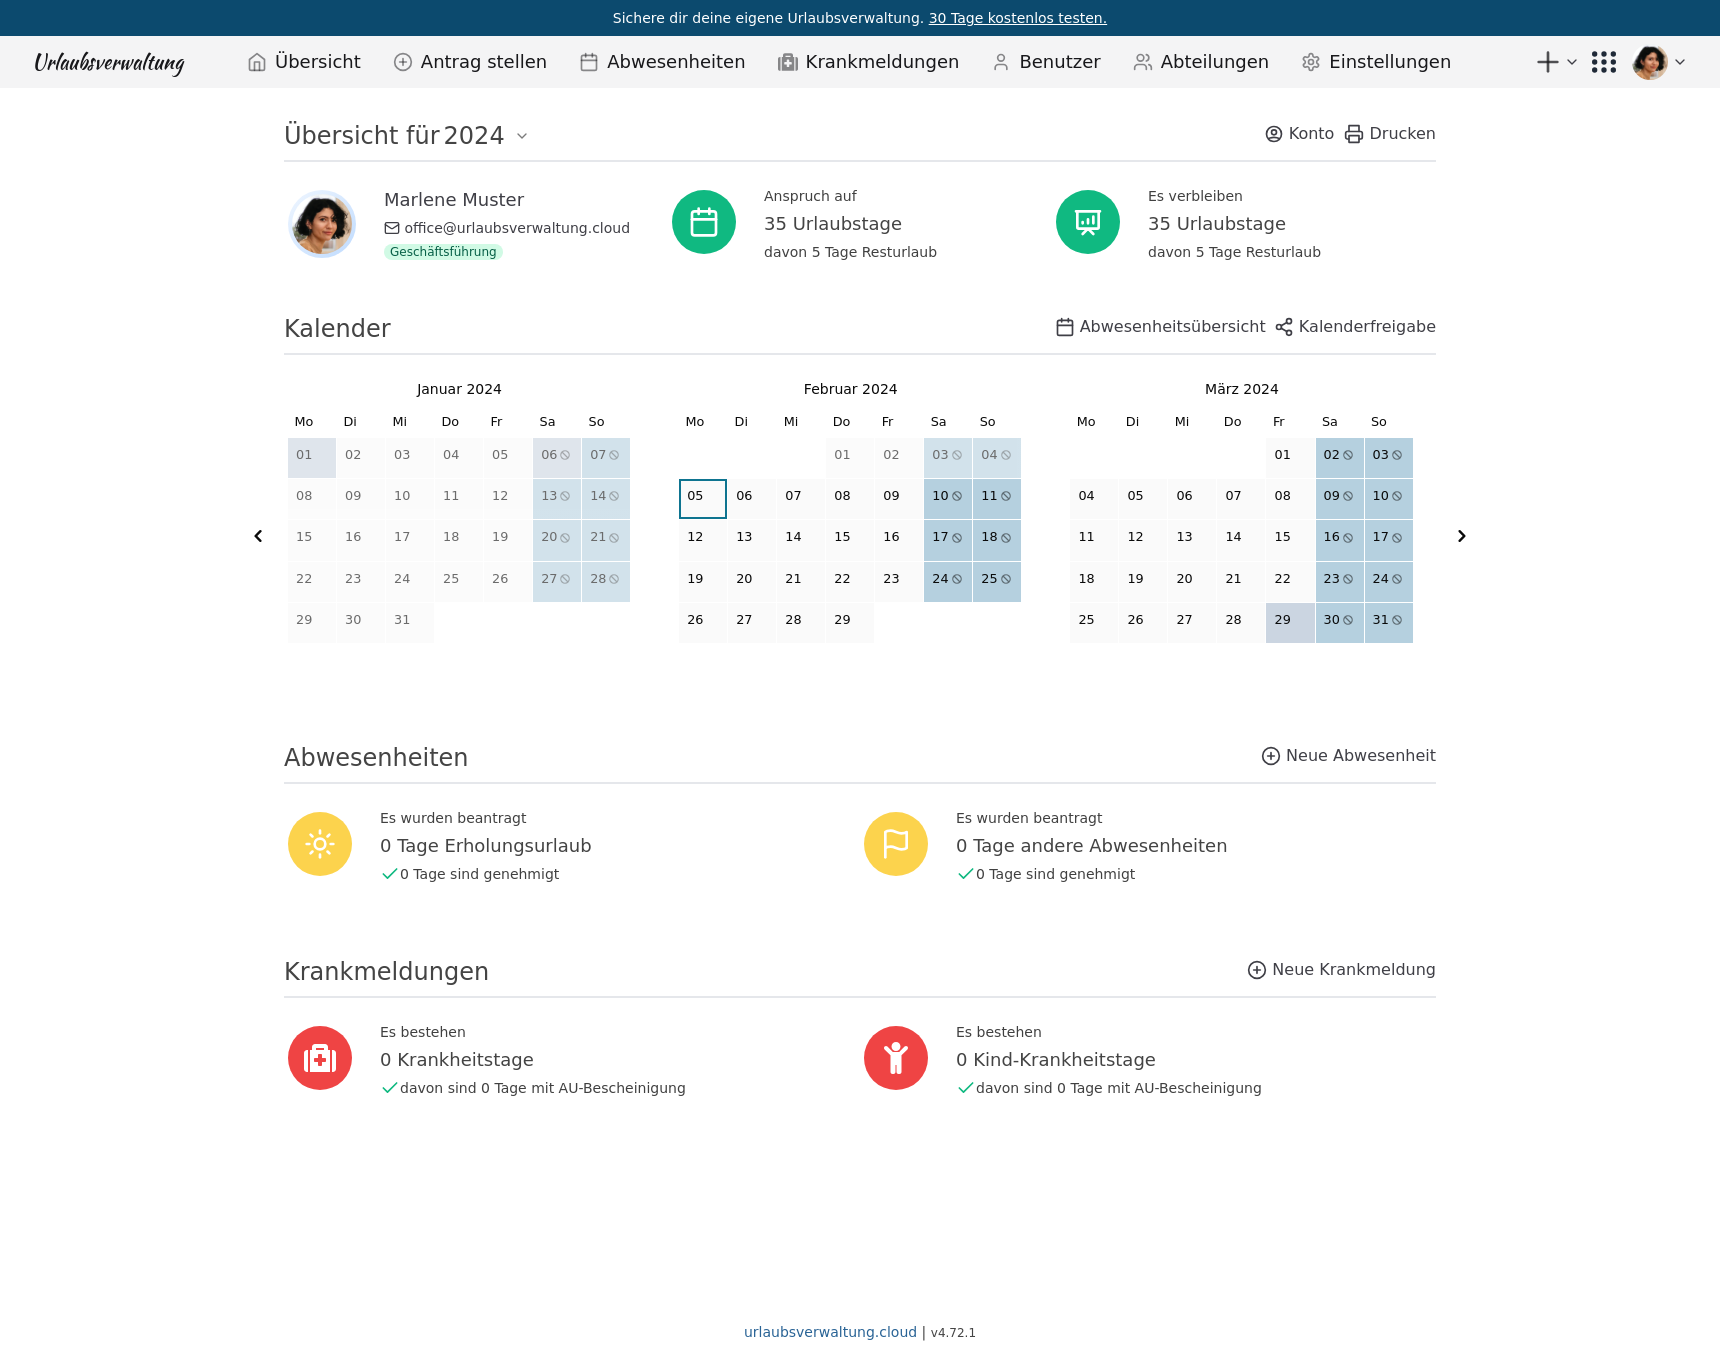 Sichere dir deine eigene Urlaubsverwaltung. 30 Tage kostenlos testen.
Urlaubsverwaltung Übersicht Antrag stellen Abwesenheiten Krankmeldungen Benutzer Abteilungen Einstellungen
Übersicht für 2024 Konto Drucken
Marlene Muster
office@urlaubsverwaltung.cloud
Geschäftsführung
Anspruch auf
35 Urlaubstage
davon 5 Tage Resturlaub
Es verbleiben
35 Urlaubstage
davon 5 Tage Resturlaub
Kalender Abwesenheitsübersicht Kalenderfreigabe
Januar 2024
Mo Di Mi Do Fr Sa So
01 02 03 04 05 06 07
08 09 10 11 12 13 14
15 16 17 18 19 20 21
22 23 24 25 26 27 28
29 30 31
Februar 2024
Mo Di Mi Do Fr Sa So
01 02 03 04
05 06 07 08 09 10 11
12 13 14 15 16 17 18
19 20 21 22 23 24 25
26 27 28 29
März 2024
Mo Di Mi Do Fr Sa So
01 02 03
04 05 06 07 08 09 10
11 12 13 14 15 16 17
18 19 20 21 22 23 24
25 26 27 28 29 30 31
Abwesenheiten Neue Abwesenheit
Es wurden beantragt
0 Tage Erholungsurlaub
0 Tage sind genehmigt
Es wurden beantragt
0 Tage andere Abwesenheiten
0 Tage sind genehmigt
Krankmeldungen Neue Krankmeldung
Es bestehen
0 Krankheitstage
davon sind 0 Tage mit AU-Bescheinigung
Es bestehen
0 Kind-Krankheitstage
davon sind 0 Tage mit AU-Bescheinigung
urlaubsverwaltung.cloud | v4.72.1